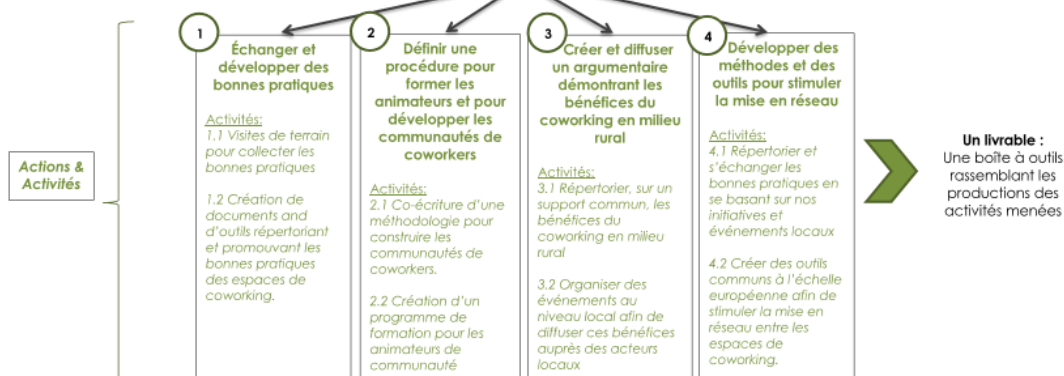 Actions &
Activités
1
Échanger et
développer des
bonnes pratiques
Activités:
1.1 Visites de terrain
pour collecter les
bonnes pratiques
1.2 Création de
documents and
d'outils répertoriant
et promouvant les
bonnes pratiques
des espaces de
coworking.
2
Définir une
procédure pour
former les
animateurs et pour
développer les
communautés de
coworkers
Activités:
2.1 Co-écriture d'une
méthodologie pour
construire les
communautés de
coworkers.
2.2 Création d'un
programme de
formation pour les
animateurs de
communauté
3
Créer et diffuser
un argumentaire
démontrant les
bénéfices du
coworking en milieu
rural
Activités:
3.1 Répertorier, sur un
support commun, les
bénéfices du
coworking en milieu
rural
3.2 Organiser des
événements au
niveau local afin de
diffuser ces bénéfices
auprès des acteurs
locaux
4
Développer des
méthodes et des
outils pour stimuler
la mise en réseau
Activités:
4.1 Répertorier et
s'échanger les
bonnes pratiques en
se basant sur nos
initiatives et
événements locaux
4.2 Créer des outils
communs à l'échelle
européenne afin de
stimuler la mise en
réseau entre les
espaces de
coworking.
Un livrable :
Une boîte à outils
rassemblant les
productions des
activités menées